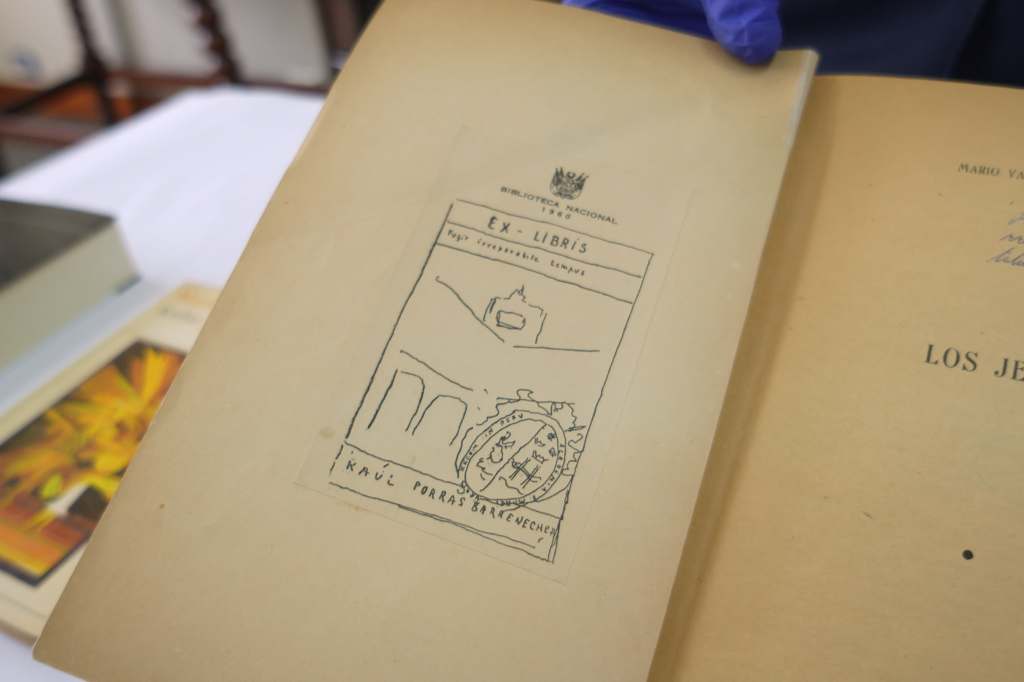 BIBLIOTECA NACIONAL
1960
EX-LIBRIS
Fugit irreparabile tempus
RAÚL PORRAS BARRENECHEA
MARIO VA
LOS JE